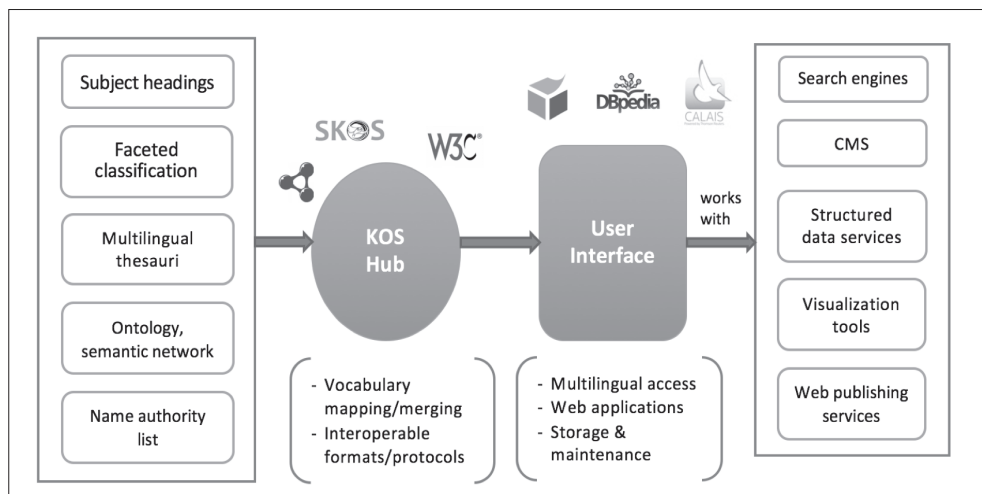 Subject headings
Faceted
classification
Multilingual
thesauri
Ontology,
semantic network
Name authority
list
SKOS
W3C®
KOS
Hub
- Vocabulary
mapping/merging
- Interoperable
formats/protocols
DBpedia
CALAIS
User
Interface
- Multilingual access
- Web applications
- Storage &
maintenance
works
with
Search engines
CMS
Structured
data services
Visualization
tools
Web publishing
services